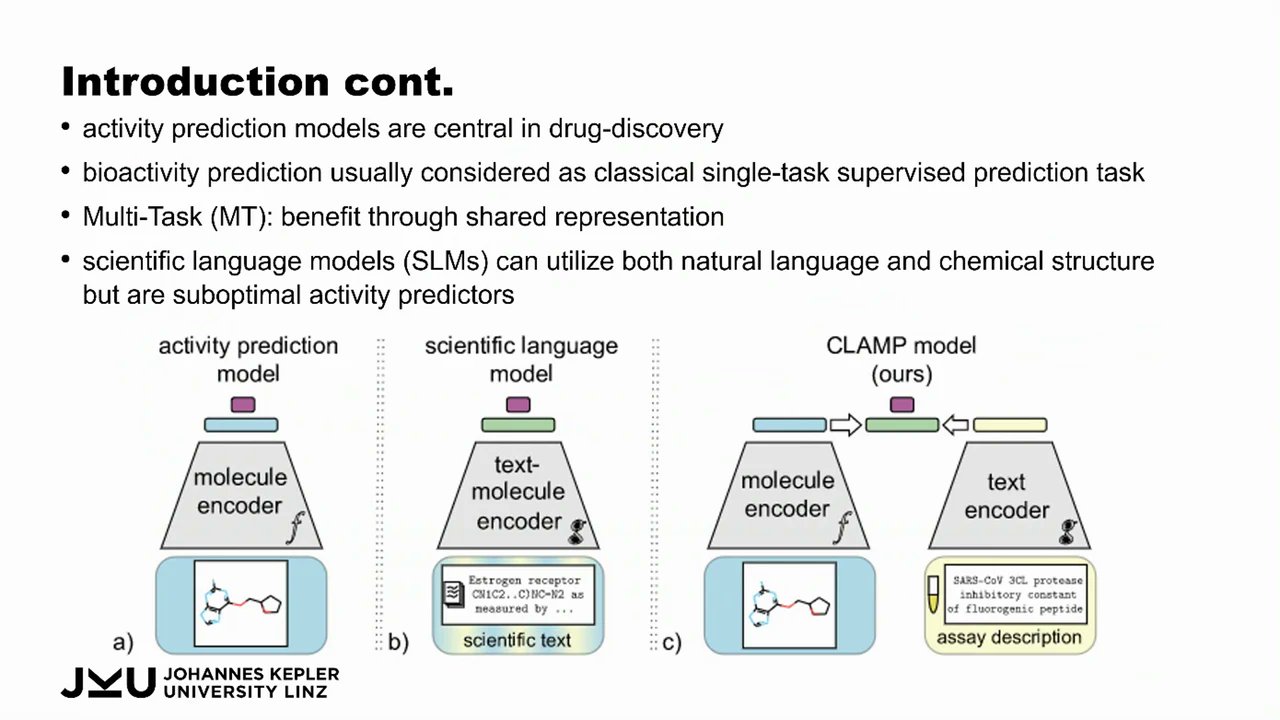 Introduction cont.
• activity prediction models are central in drug-discovery
• bioactivity prediction usually considered as classical single-task supervised prediction task
• Multi-Task (MT): benefit through shared representation
• scientific language models (SLMs) can utilize both natural language and chemical structure
but are suboptimal activity predictors
activity prediction
model
molecule
encoder
f
a)
scientific language
model
text-
molecule
encoder
g
Estrogen receptor
CN1C2..C)NC=N2 as
measured by ...
scientific text
b)
CLAMP model
(ours)
molecule
encoder
f
text
encoder
g
SARS-CoV 3CL protease
inhibitory constant
of fluorogenic peptide
assay description
c)
JKU JOHANNES KEPLER
UNIVERSITY LINZ